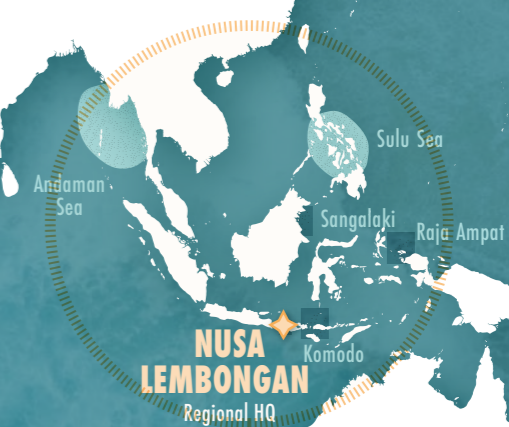 Sulu Sea
Andaman
Sea
Sangalaki
Raja Ampat
NUSA
LEMBONGAN
Komodo
Regional HQ